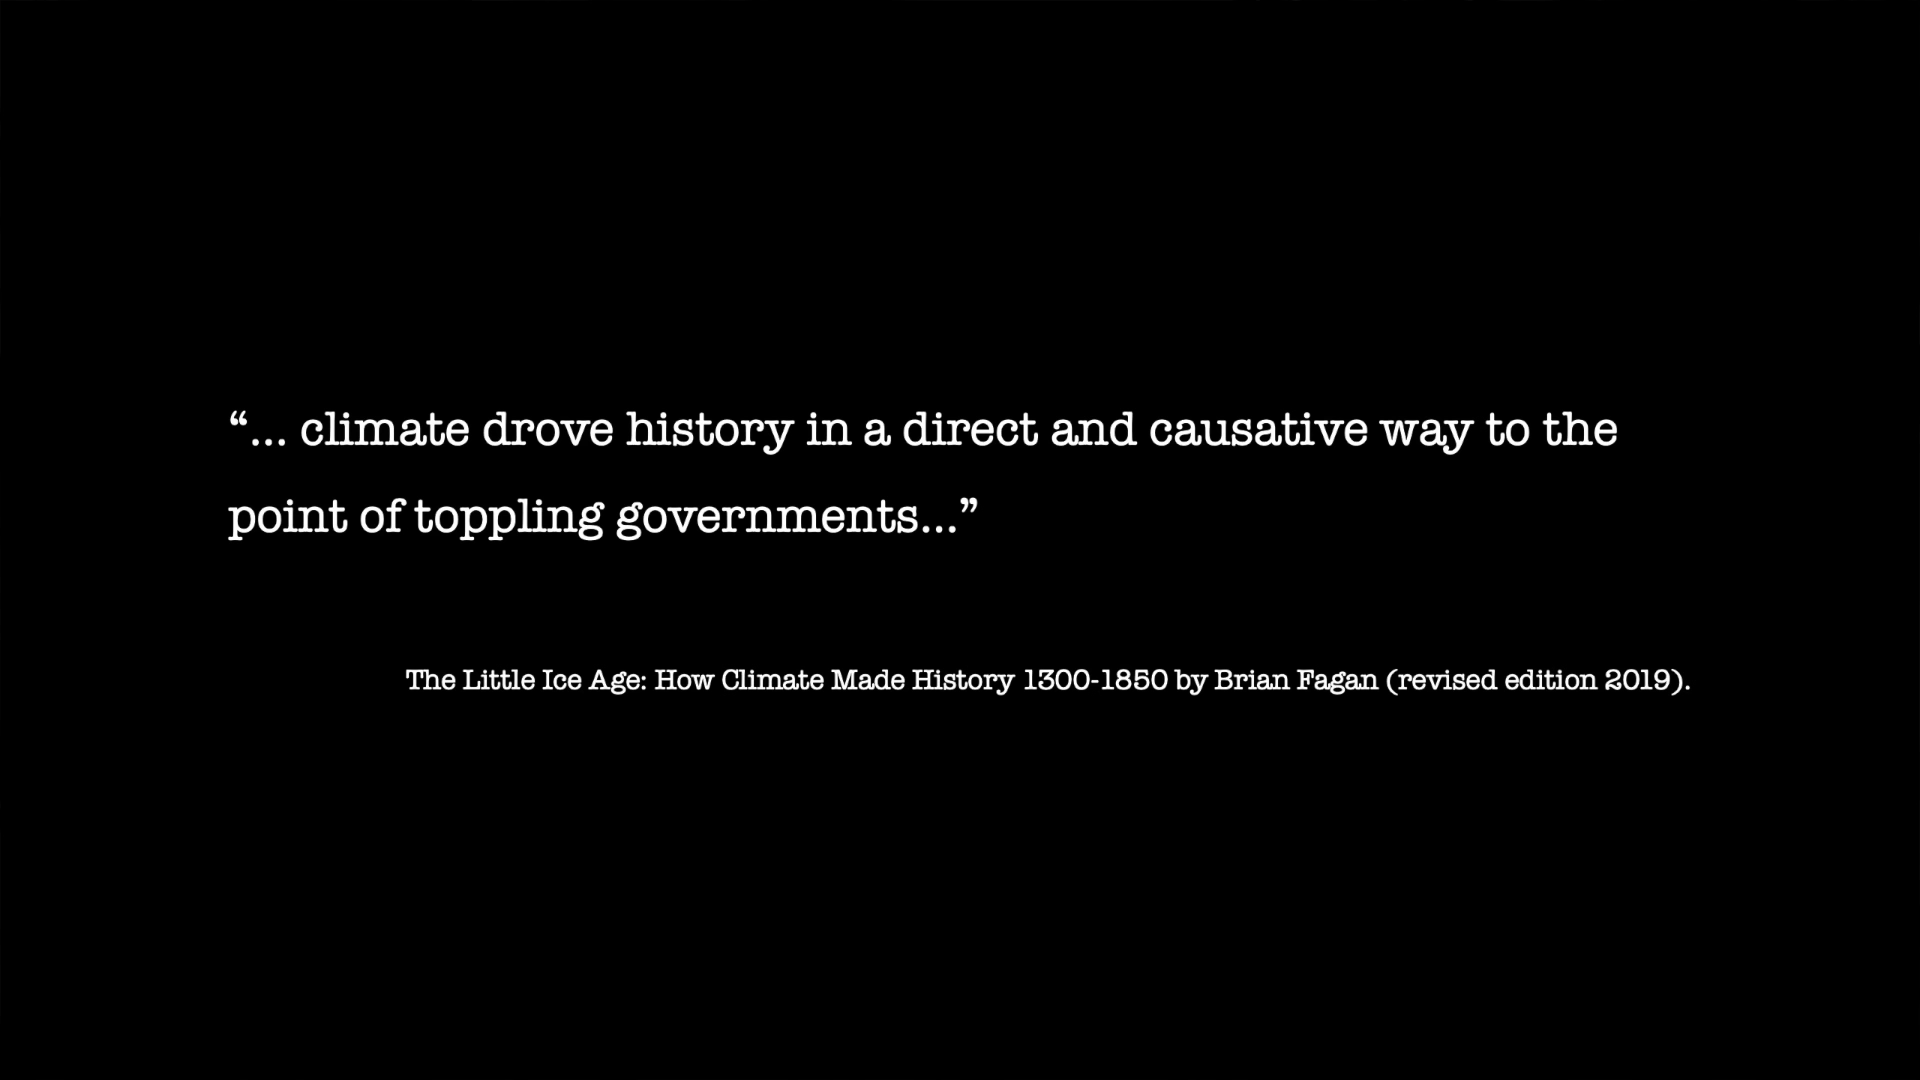 “... climate drove history in a direct and causative way to the
point of toppling governments...”
The Little Ice Age: How Climate Made History 1300-1850 by Brian Fagan (revised edition 2019).